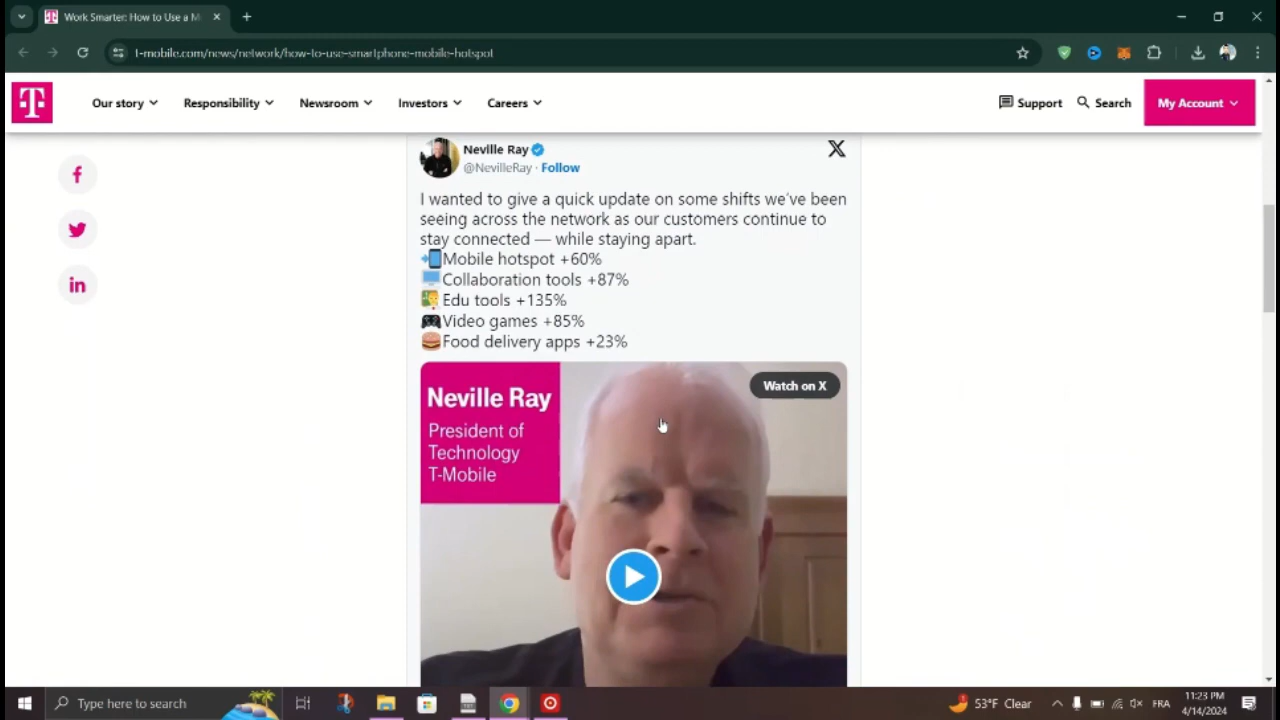 Work Smarter: How to Use a M
t-mobile.com/news/network/how-to-use-smartphone-mobile-hotspot
T
Our story
Responsibility
Newsroom
Investors
Careers
Support
Search
My Account
Neville Ray
@NevilleRay · Follow
I wanted to give a quick update on some shifts we've been
seeing across the network as our customers continue to
stay connected — while staying apart.
Mobile hotspot +60%
Collaboration tools +87%
Edu tools +135%
Video games +85%
Food delivery apps +23%
Watch on X
Neville Ray
President of
Technology
T-Mobile
Type here to search
53°F Clear
FRA
11:23 PM
4/14/2024